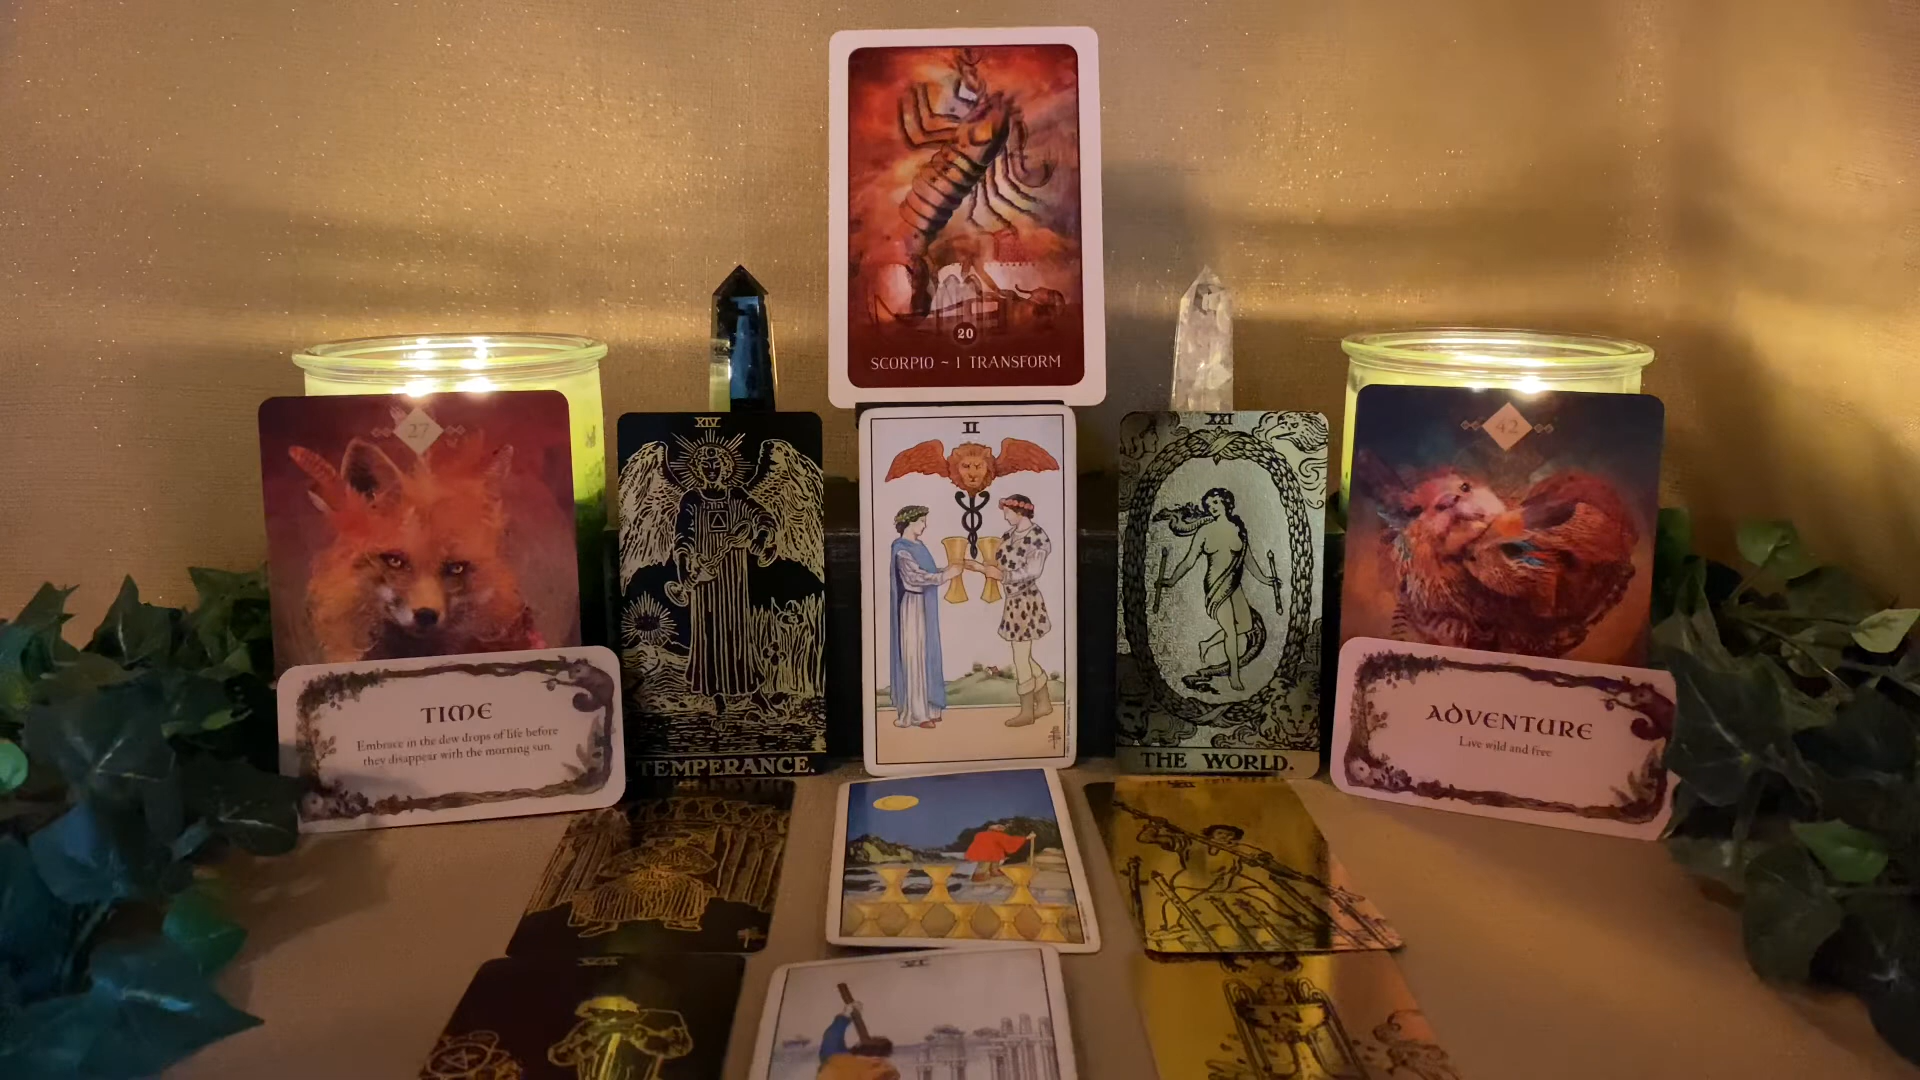 20
SCORPIO ~ I TRANSFORM
27
XIV
II
XXI
42
TIME
Embrace in the dew drops of life before
they disappear with the morning sun.
TEMPERANCE.
THE WORLD.
ADVENTURE
Live wild and free
VI